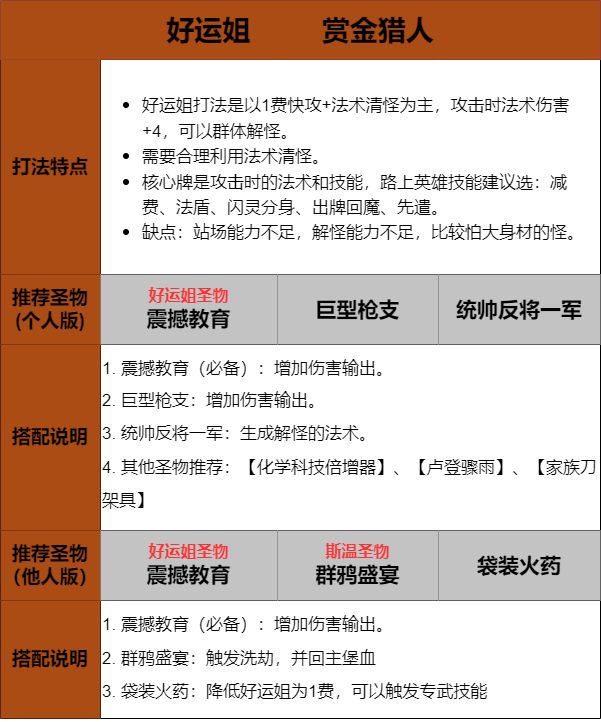 好运姐 赏金猎人
打法特点
好运姐打法是以1费快攻+法术清怪为主，攻击时法术伤害
+4，可以群体解怪。
需要合理利用法术清怪。
核心牌是攻击时的法术和技能，路上英雄技能建议选：减
费、法盾、闪灵分身、出牌回魔、先遣。
缺点：站场能力不足，解怪能力不足，比较怕大身材的怪。
推荐圣物
(个人版)
好运姐圣物
震撼教育
巨型枪支
统帅反将一军
搭配说明
1. 震撼教育（必备）：增加伤害输出。
2. 巨型枪支：增加伤害输出。
3. 统帅反将一军：生成解怪的法术。
4. 其他圣物推荐：【化学科技倍增器】、【卢登骤雨】、【家族刀
架具】
推荐圣物
（他人版）
好运姐圣物
震撼教育
斯温圣物
群鸦盛宴
袋装火药
搭配说明
1. 震撼教育（必备）：增加伤害输出。
2. 群鸦盛宴：触发洗劫，并回主堡血
3. 袋装火药：降低好运姐为1费，可以触发专武技能